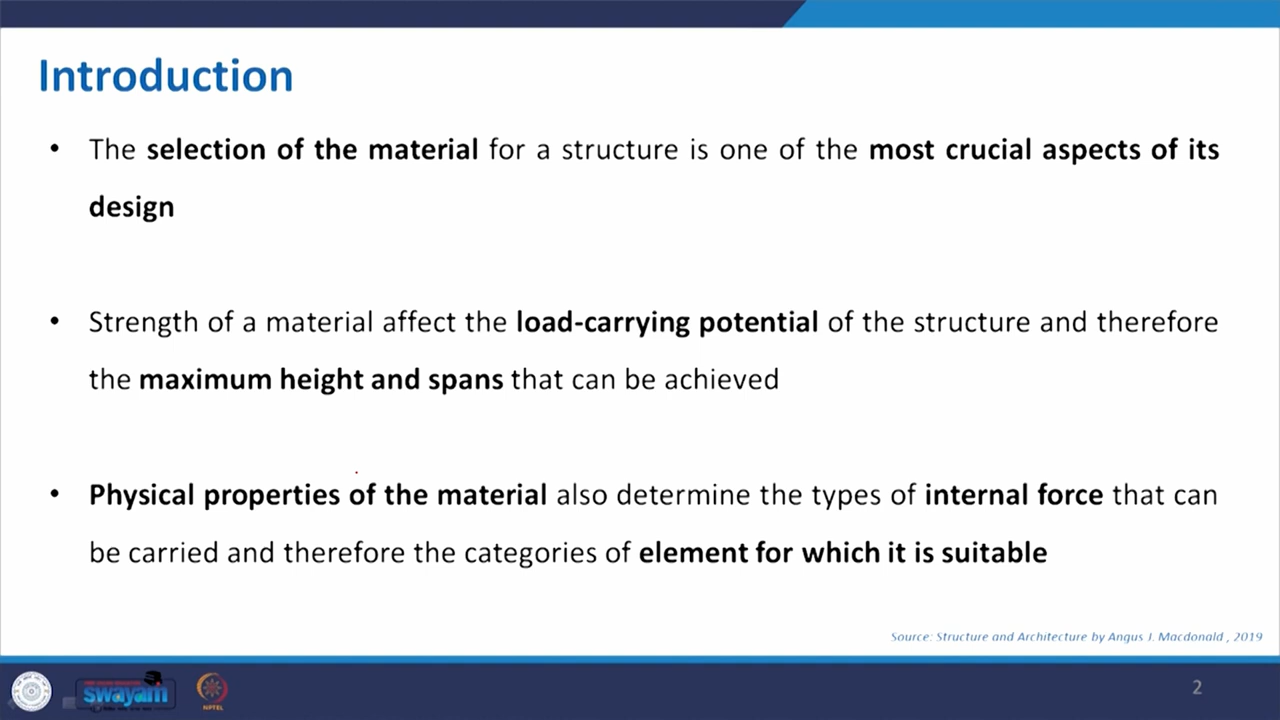 Introduction
• The selection of the material for a structure is one of the most crucial aspects of its
design
• Strength of a material affect the load-carrying potential of the structure and therefore
the maximum height and spans that can be achieved
• Physical properties of the material also determine the types of internal force that can
be carried and therefore the categories of element for which it is suitable
Source: Structure and Architecture by Angus J. Macdonald , 2019
swayam
NPTEL
2